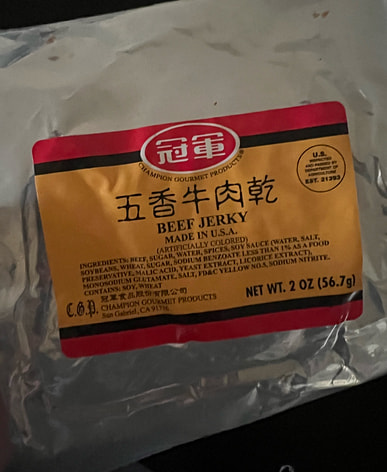 冠軍
CHAMPION GOURMET PRODUCTS®
U.S.
INSPECTED
AND PASSED BY
DEPARTMENT OF
AGRICULTURE
EST. 21393
五香牛肉乾
BEEF JERKY
MADE IN U.S.A.
(ARTIFICIALLY COLORED)
INGREDIENTS: BEEF, SUGAR, WATER, SPICES, SOY SAUCE (WATER, SALT,
SOYBEANS, WHEAT, SUGAR, SODIUM BENZOATE LESS THAN 1% AS A FOOD
PRESERVATIVE, MALIC ACID, YEAST EXTRACT, LICORICE EXTRACT),
MONOSODIUM GLUTAMATE, SALT, FD&C YELLOW NO.5, SODIUM NITRITE.
CONTAINS: SOY, WHEAT
冠軍食品股份有限公司
C.G.P. CHAMPION GOURMET PRODUCTS
San Gabriel, CA 91776
NET WT. 2 OZ (56.7g)